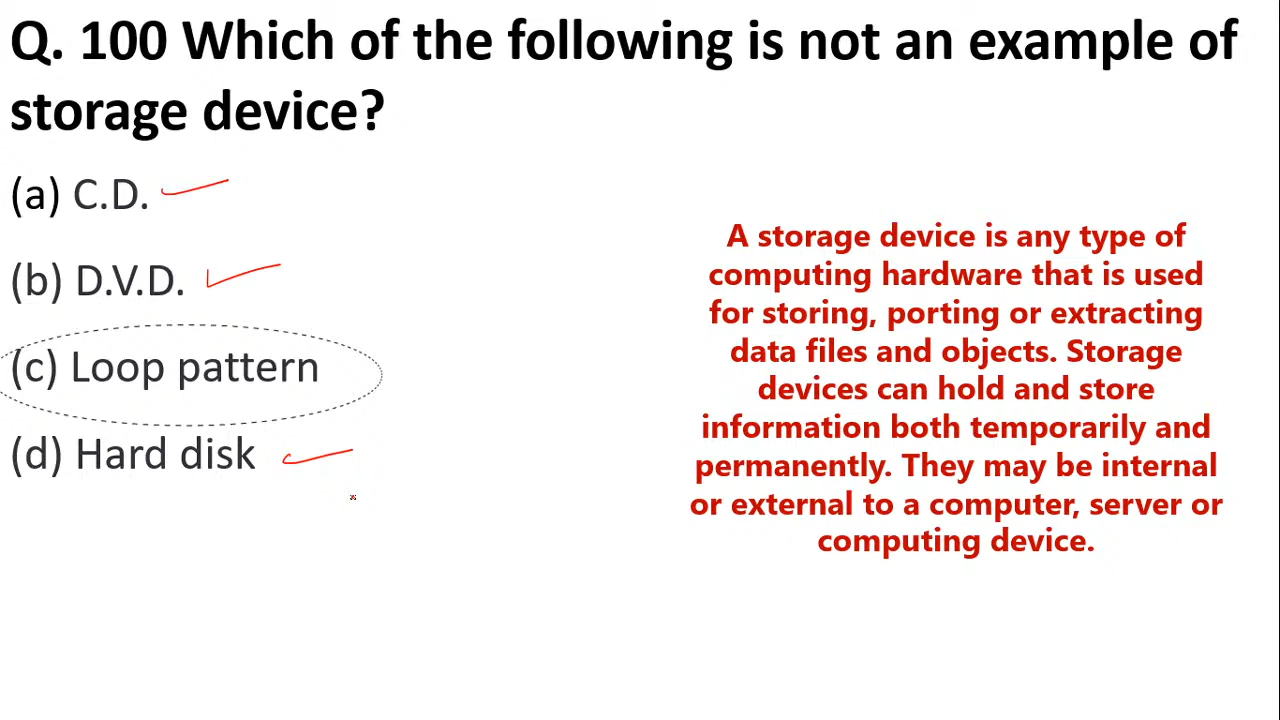 Q. 100 Which of the following is not an example of
storage device?
(a) C.D.
(b) D.V.D.
(c) Loop pattern
(d) Hard disk
A storage device is any type of
computing hardware that is used
for storing, porting or extracting
data files and objects. Storage
devices can hold and store
information both temporarily and
permanently. They may be internal
or external to a computer, server or
computing device.